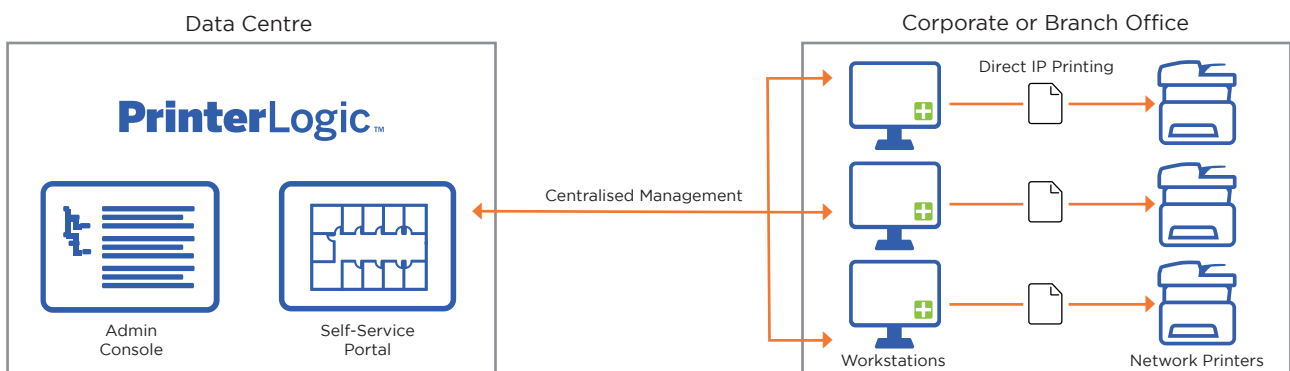 Data Centre
Corporate or Branch Office
PrinterLogic™
Admin
Console
Self-Service
Portal
Centralised Management
Direct IP Printing
Workstations
Network Printers